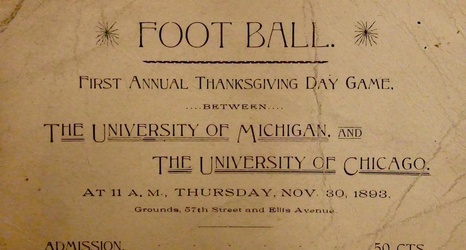 FOOT BALL.
FIRST ANNUAL THANKSGIVING DAY GAME,
....BETWEEN....
THE UNIVERSITY OF MICHIGAN, AND
THE UNIVERSITY OF CHICAGO,
AT 11 A. M., THURSDAY, NOV. 30, 1893.
Grounds, 57th Street and Ellis Avenue.
ADMISSION, 50 CTS.